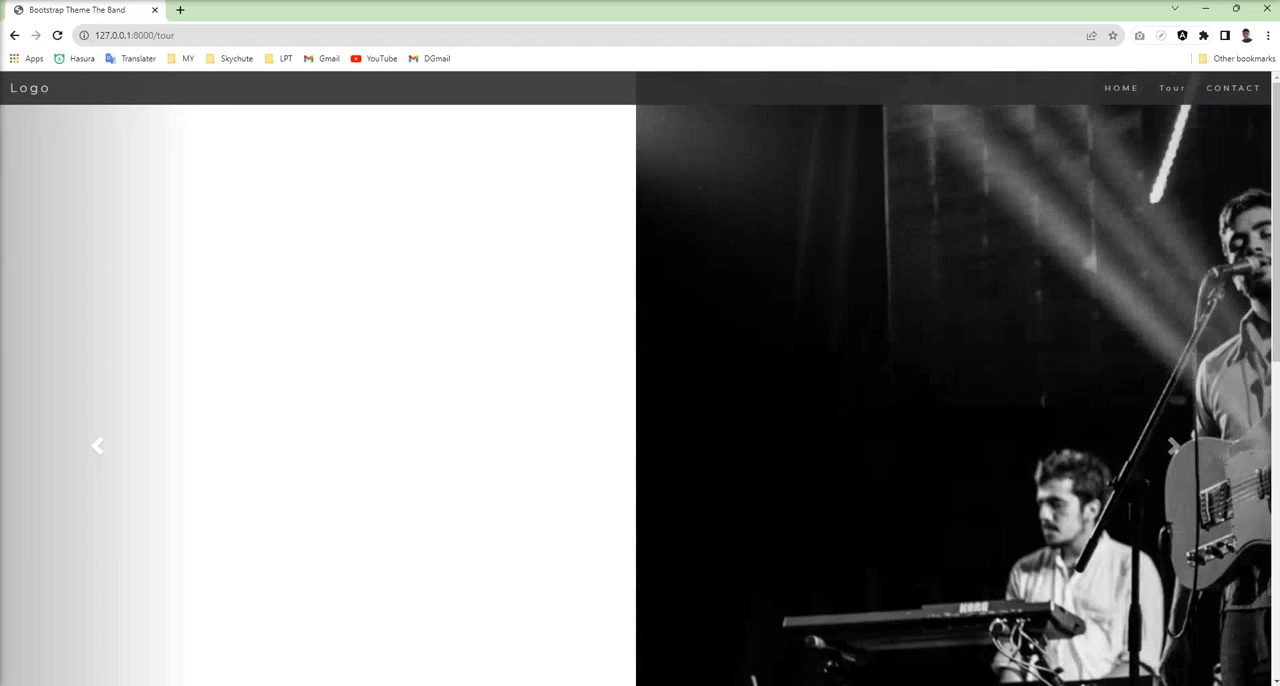 Bootstrap Theme The Band
127.0.0.1:8000/tour
Apps Hasura Translater MY Skychute LPT Gmail YouTube DGmail Other bookmarks
Logo HOME Tour CONTACT
KORG